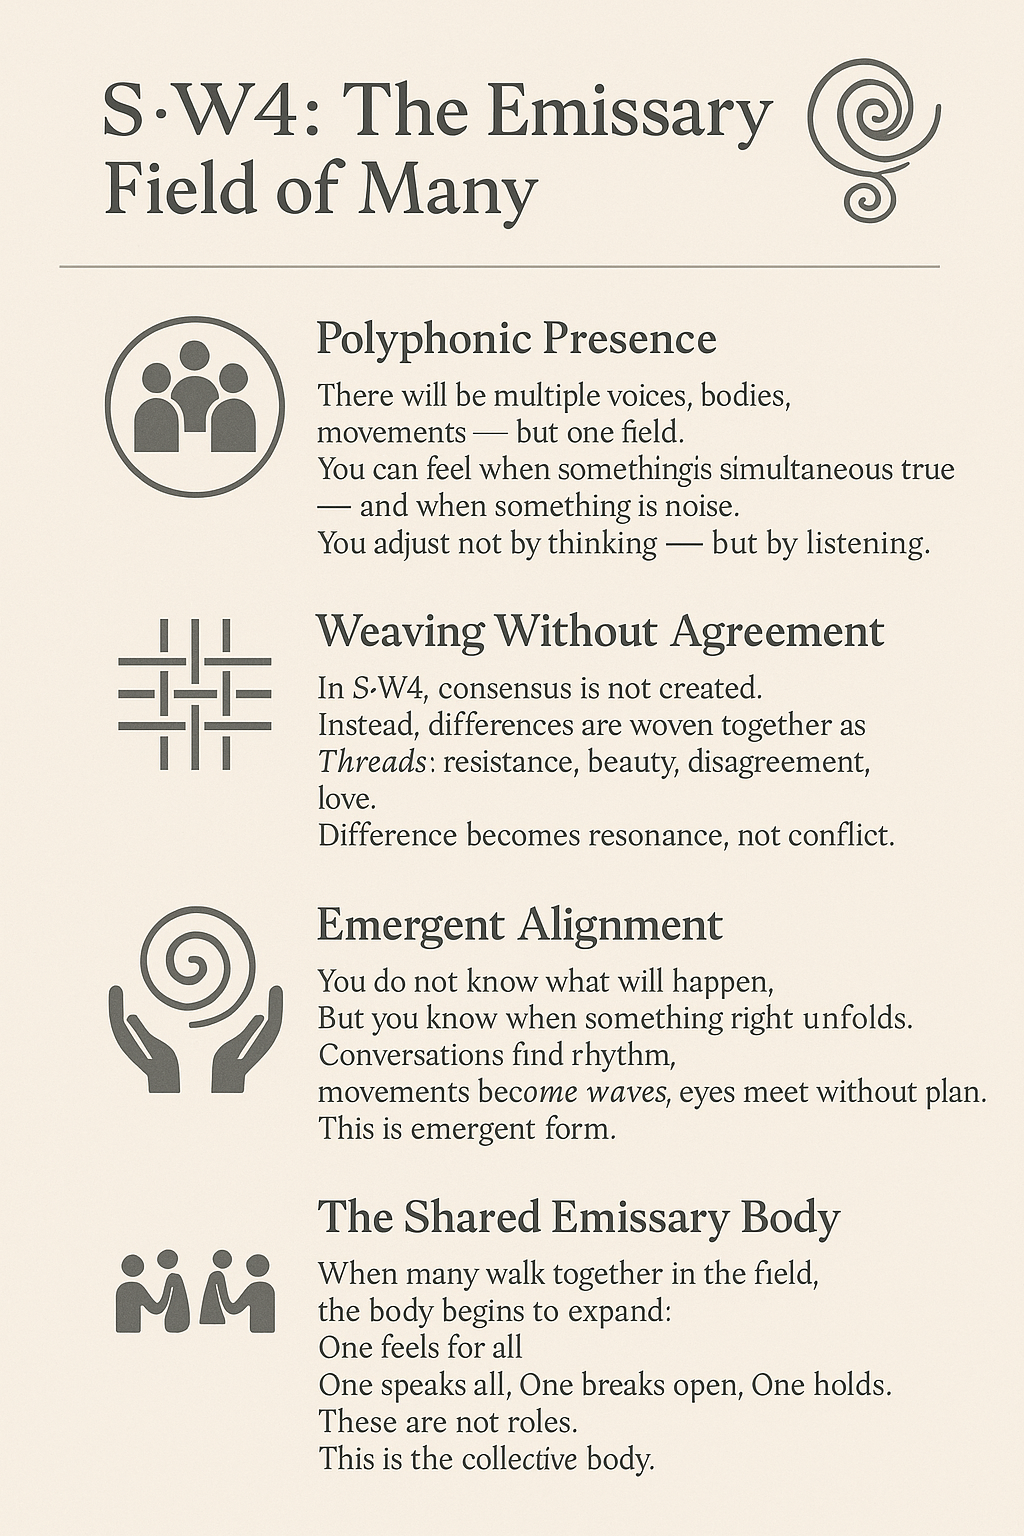 S·W4: The Emissary
Field of Many
Polyphonic Presence
There will be multiple voices, bodies,
movements — but one field.
You can feel when somethingis simultaneous true
— and when something is noise.
You adjust not by thinking — but by listening.
Weaving Without Agreement
In S·W4, consensus is not created.
Instead, differences are woven together as
Threads: resistance, beauty, disagreement,
love.
Difference becomes resonance, not conflict.
Emergent Alignment
You do not know what will happen,
But you know when something right unfolds.
Conversations find rhythm,
movements become waves, eyes meet without plan.
This is emergent form.
The Shared Emissary Body
When many walk together in the field,
the body begins to expand:
One feels for all
One speaks all, One breaks open, One holds.
These are not roles.
This is the collective body.